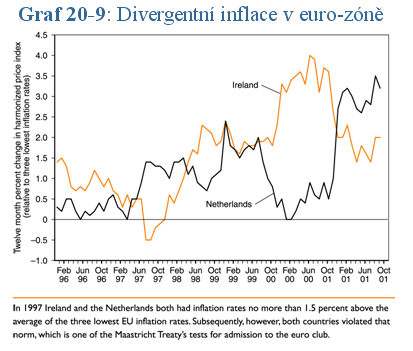 Graf 20-9: Divergentní inflace v euro-zóně
Twelve month percent change in harmonized price index
(relative to three lowest inflation rates)
4.5
4.0
3.5
3.0
2.5
2.0
1.5
1.0
0.5
0
−0.5
−1.0
Ireland
Netherlands
Feb Jun Oct Feb Jun Oct Feb Jun Oct Feb Jun Oct Feb Jun Oct Feb Jun Oct
96 96 96 97 97 97 98 98 98 99 99 99 00 00 00 01 01 01
In 1997 Ireland and the Netherlands both had inflation rates no more than 1.5 percent above the
average of the three lowest EU inflation rates. Subsequently, however, both countries violated that
norm, which is one of the Maastricht Treaty's tests for admission to the euro club.